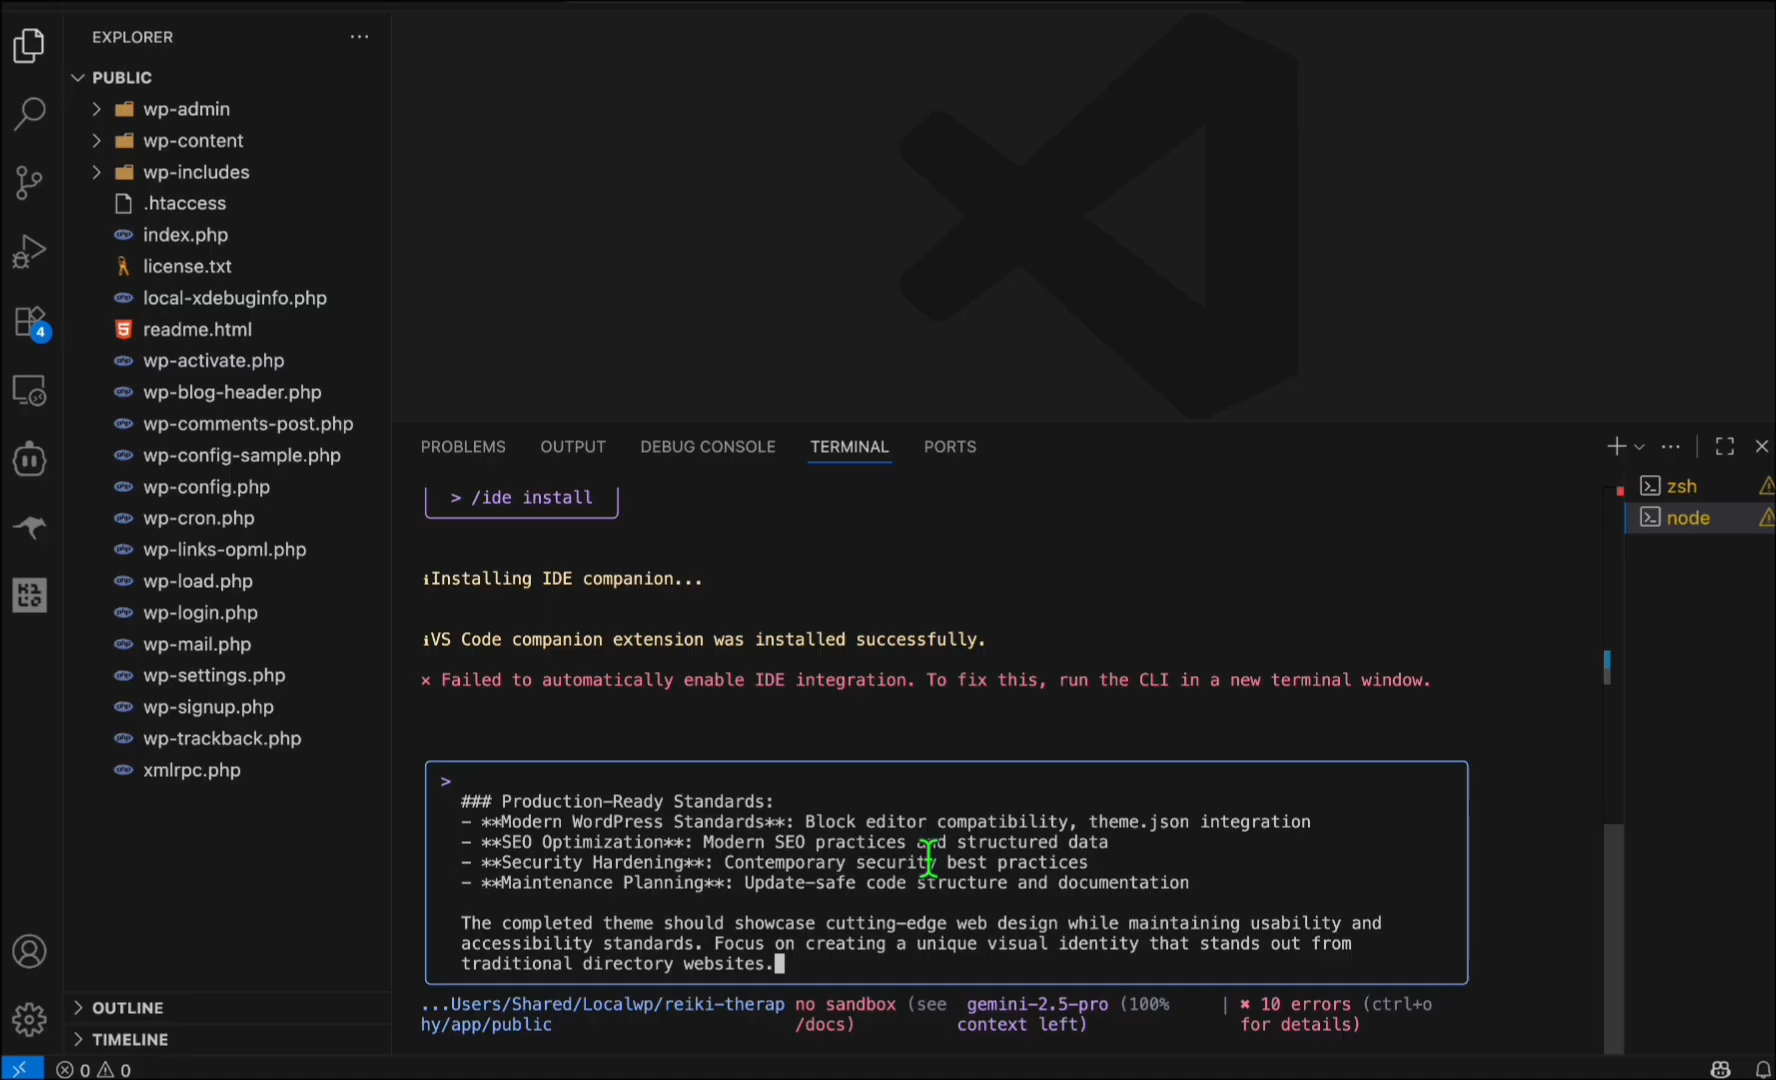 EXPLORER
PUBLIC
wp-admin
wp-content
wp-includes
.htaccess
index.php
license.txt
local-xdebuginfo.php
readme.html
wp-activate.php
wp-blog-header.php
wp-comments-post.php
wp-config-sample.php
wp-config.php
wp-cron.php
wp-links-opml.php
wp-load.php
wp-login.php
wp-mail.php
wp-settings.php
wp-signup.php
wp-trackback.php
xmlrpc.php
OUTLINE
TIMELINE
4
PROBLEMS OUTPUT DEBUG CONSOLE TERMINAL PORTS
zsh
node
> /ide install
ℹInstalling IDE companion...
ℹVS Code companion extension was installed successfully.
✕ Failed to automatically enable IDE integration. To fix this, run the CLI in a new terminal window.
>
### Production-Ready Standards:
- **Modern WordPress Standards**: Block editor compatibility, theme.json integration
- **SEO Optimization**: Modern SEO practices and structured data
- **Security Hardening**: Contemporary security best practices
- **Maintenance Planning**: Update-safe code structure and documentation
The completed theme should showcase cutting-edge web design while maintaining usability and
accessibility standards. Focus on creating a unique visual identity that stands out from
traditional directory websites.
...Users/Shared/Localwp/reiki-therap no sandbox (see gemini-2.5-pro (100% | ✖ 10 errors (ctrl+o
hy/app/public /docs) context left) for details)
0 0